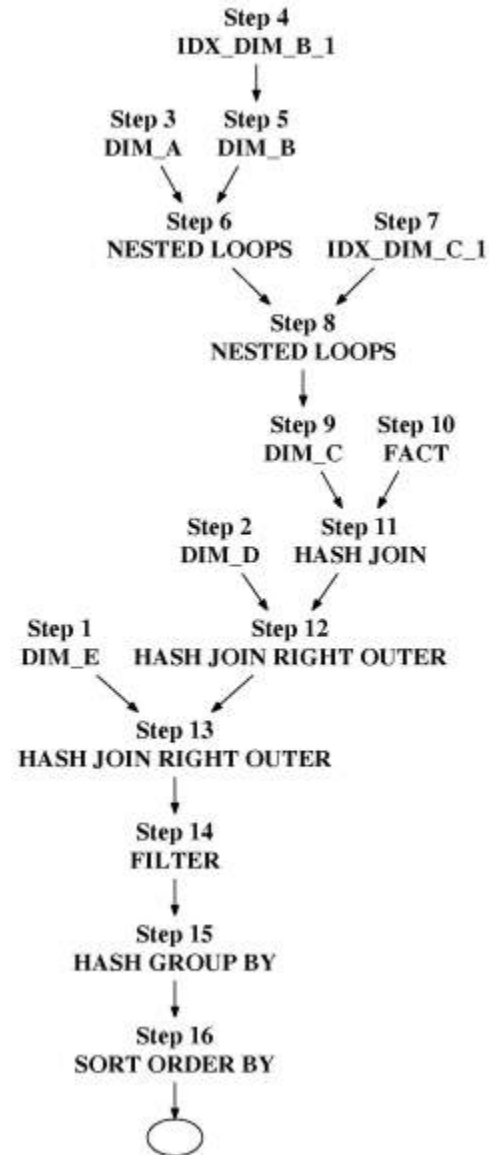 Step 4
IDX_DIM_B_1
Step 3
DIM_A
Step 5
DIM_B
Step 6
NESTED LOOPS
Step 7
IDX_DIM_C_1
Step 8
NESTED LOOPS
Step 9
DIM_C
Step 10
FACT
Step 2
DIM_D
Step 11
HASH JOIN
Step 1
DIM_E
Step 12
HASH JOIN RIGHT OUTER
Step 13
HASH JOIN RIGHT OUTER
Step 14
FILTER
Step 15
HASH GROUP BY
Step 16
SORT ORDER BY